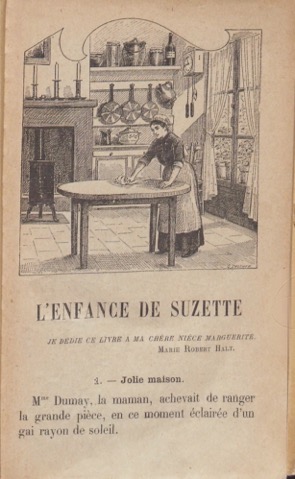 L'ENFANCE DE SUZETTE
JE DÉDIE CE LIVRE A MA CHÈRE NIÈCE MARGUERITE.
MARIE ROBERT HALT.
1. — Jolie maison.
Mme Dumay, la maman, achevait de ranger
la grande pièce, en ce moment éclairée d'un
gai rayon de soleil.